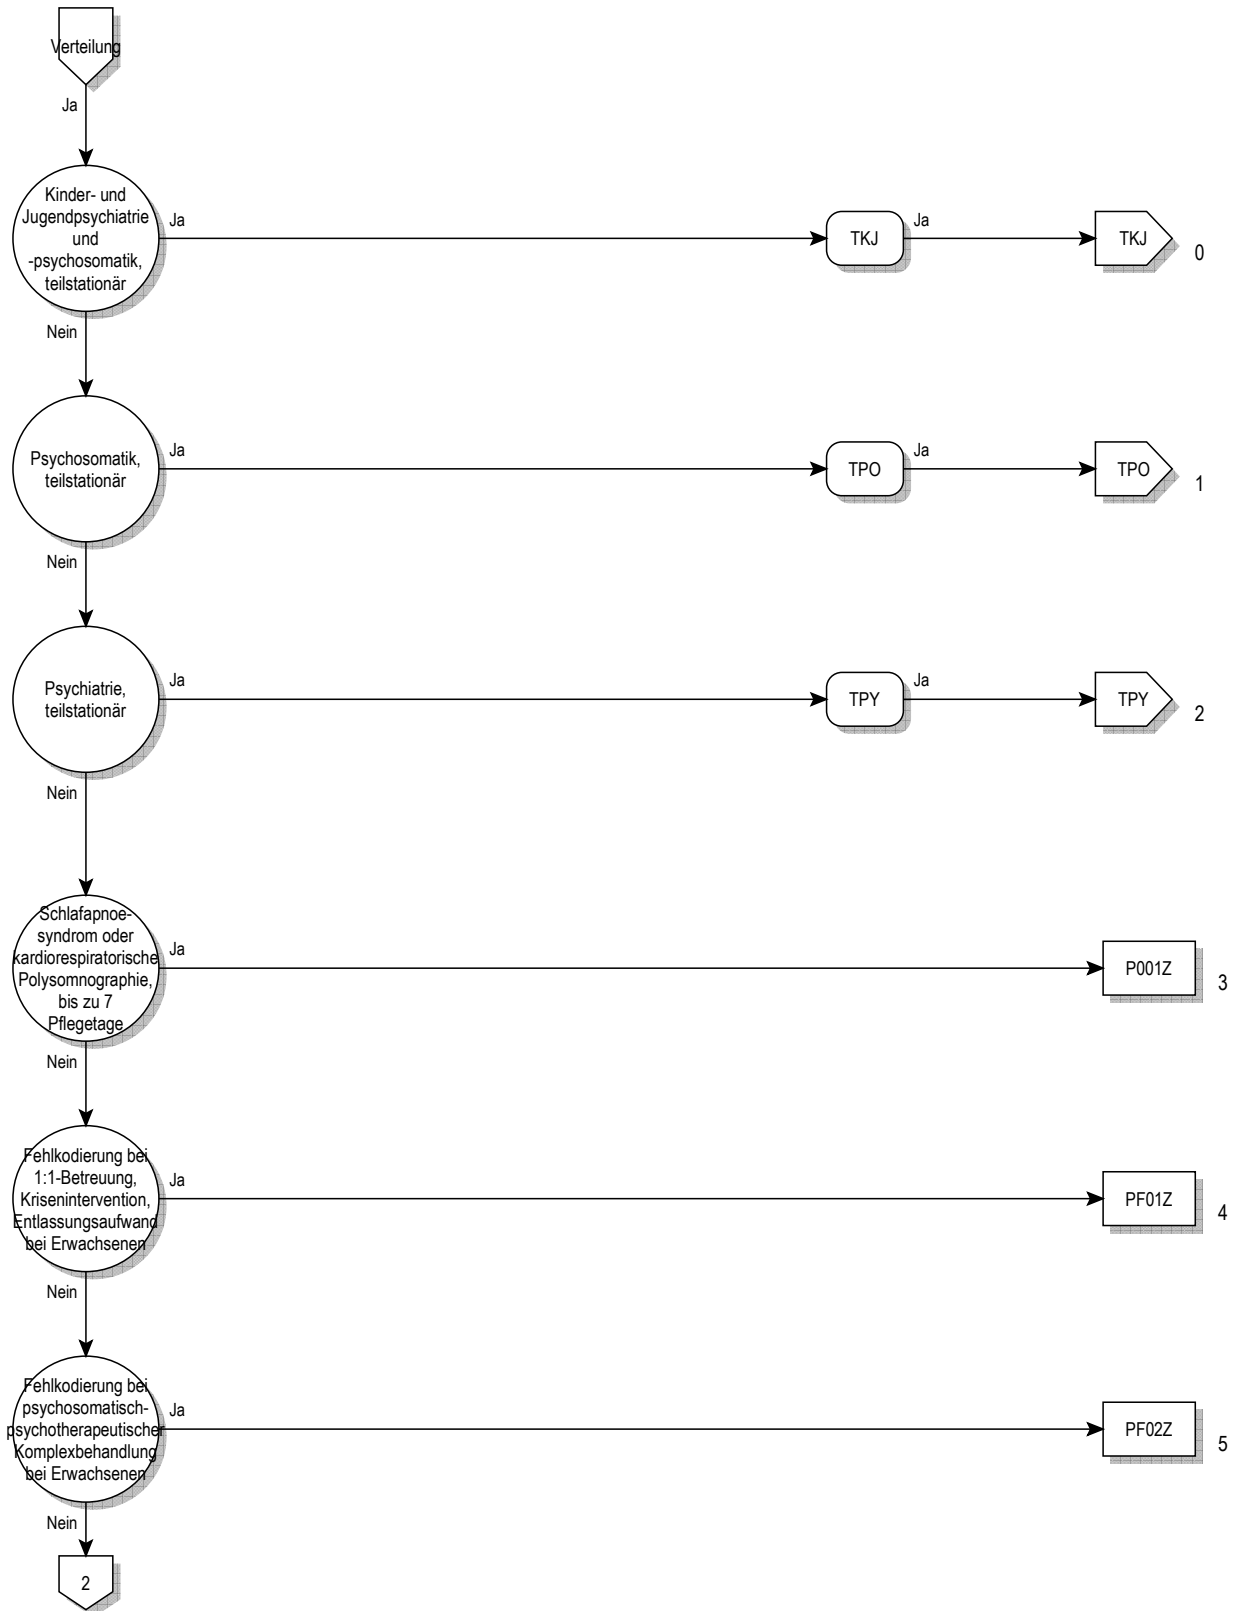 Verteilung
Ja
Kinder- und
Jugendpsychiatrie
und
-psychosomatik,
teilstationär
Ja
TKJ
Ja
TKJ
0
Nein
Psychosomatik,
teilstationär
Ja
TPO
Ja
TPO
1
Nein
Psychiatrie,
teilstationär
Ja
TPY
Ja
TPY
2
Nein
Schlafapnoe-
syndrom oder
kardiorespiratorische
Polysomnographie,
bis zu 7
Pflegetage
Ja
P001Z
3
Nein
Fehlkodierung bei
1:1-Betreuung,
Krisenintervention,
Entlassungsaufwand
bei Erwachsenen
Ja
PF01Z
4
Nein
Fehlkodierung bei
psychosomatisch-
psychotherapeutischer
Komplexbehandlung
bei Erwachsenen
Ja
PF02Z
5
Nein
2